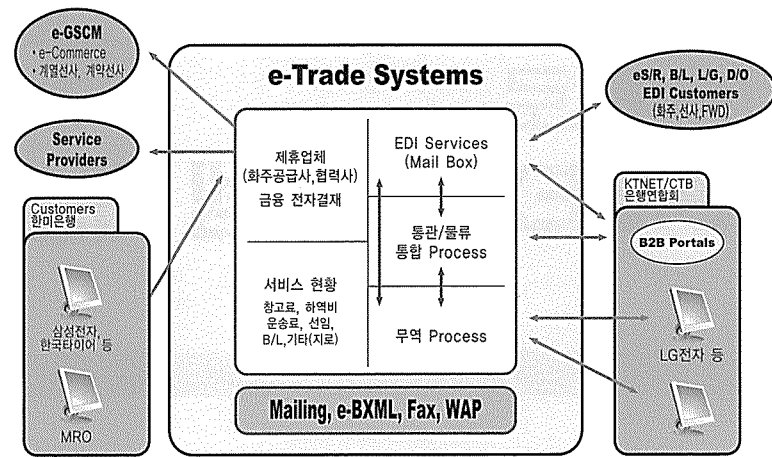 e-GSCM
• e-Commerce
• 계열선사, 계약선사
Service
Providers
Customers
한미은행
삼성전자,
한국타이어 등
MRO
e-Trade Systems
제휴업체
(화주공급사,협력사)
금융 전자결재
서비스 현황
창고료, 하역비
운송료, 선임,
B/L,기타(지로)
EDI Services
(Mail Box)
통관/물류
통합 Process
무역 Process
Mailing, e-BXML, Fax, WAP
eS/R, B/L, L/G, D/O
EDI Customers
(화주,선사,FWD)
KTNET/CTB
은행연합회
B2B Portals
LG전자 등